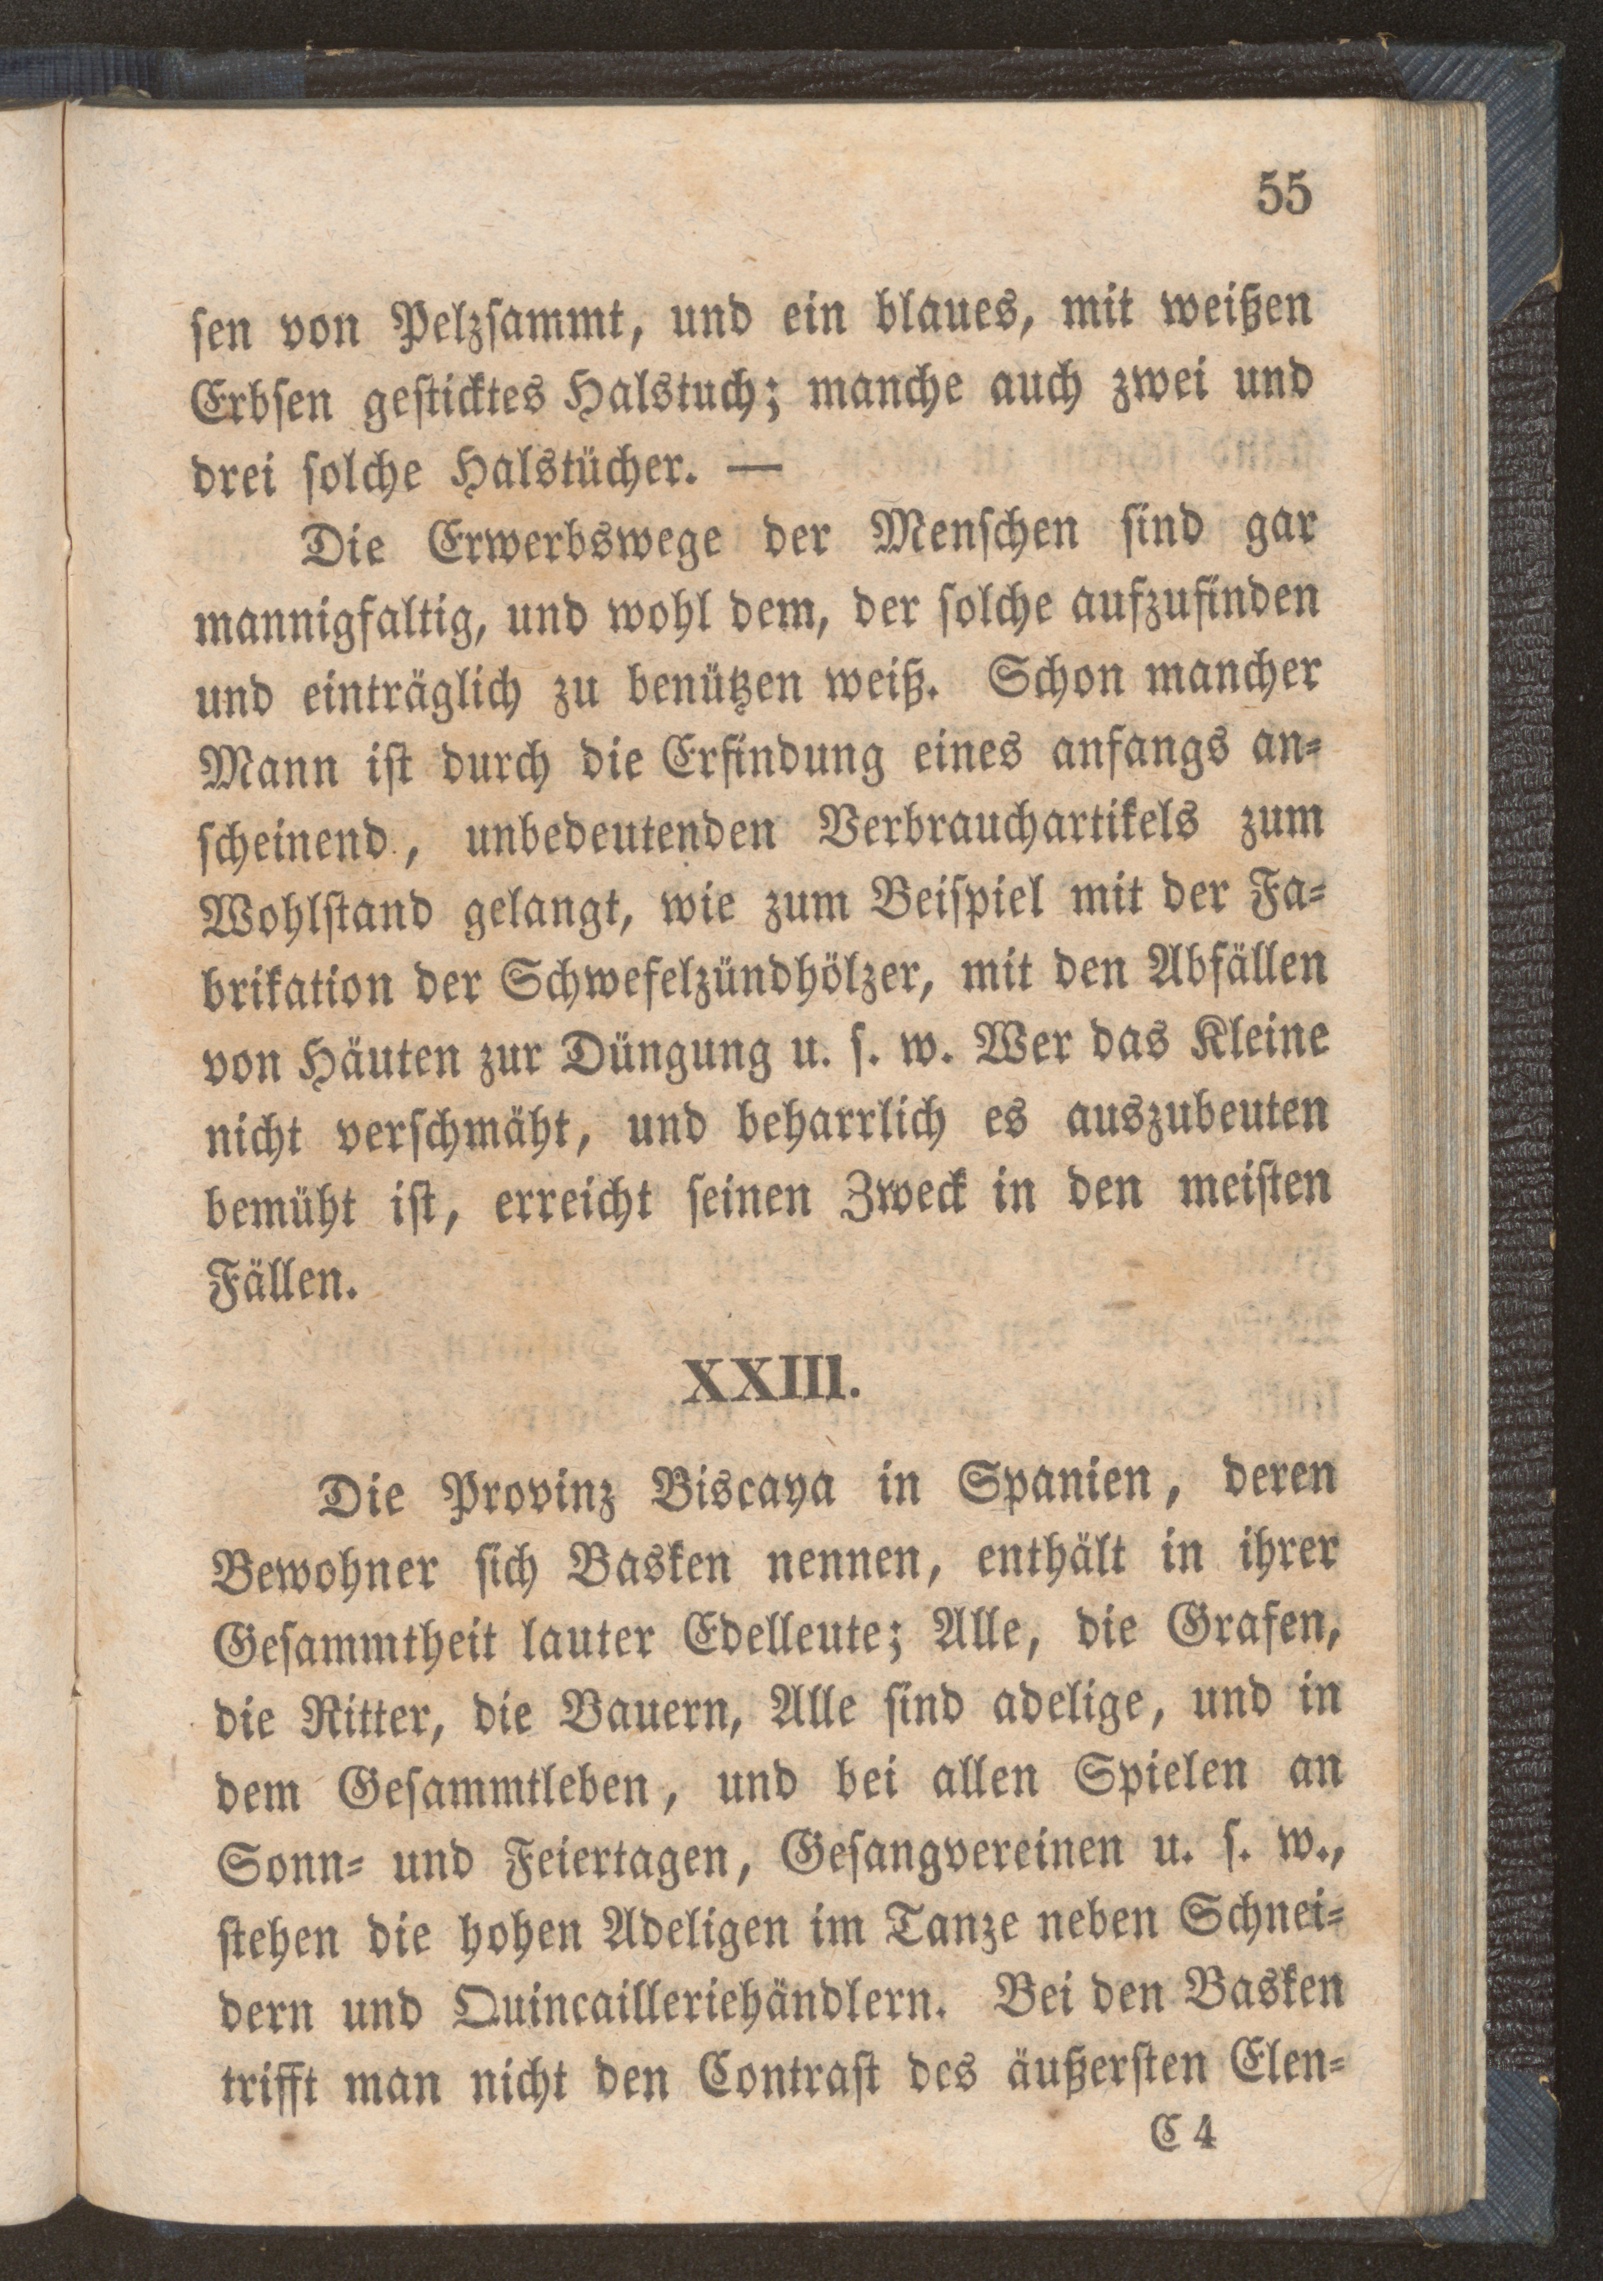 55
sen von Pelzsammt, und ein blaues, mit weißen
Erbsen gesticktes Halstuch; manche auch zwei und
drei solche Halstücher. —
Die Erwerbswege der Menschen sind gar
mannigfaltig, und wohl dem, der solche aufzufinden
und einträglich zu benützen weiß. Schon mancher
Mann ist durch die Erfindung eines anfangs an-
scheinend, unbedeutenden Verbrauchartikels zum
Wohlstand gelangt, wie zum Beispiel mit der Fa-
brikation der Schwefelzündhölzer, mit den Abfällen
von Häuten zur Düngung u. s. w. Wer das Kleine
nicht verschmäht, und beharrlich es auszubeuten
bemüht ist, erreicht seinen Zweck in den meisten
Fällen.
XXIII.
Die Provinz Biscaya in Spanien, deren
Bewohner sich Basken nennen, enthält in ihrer
Gesammtheit lauter Edelleute; Alle, die Grafen,
die Ritter, die Bauern, Alle sind adelige, und in
dem Gesammtleben, und bei allen Spielen an
Sonn- und Feiertagen, Gesangvereinen u. s. w.,
stehen die hohen Adeligen im Tanze neben Schnei-
dern und Quincailleriehändlern. Bei den Basken
trifft man nicht den Contrast des äußersten Elen-
C 4